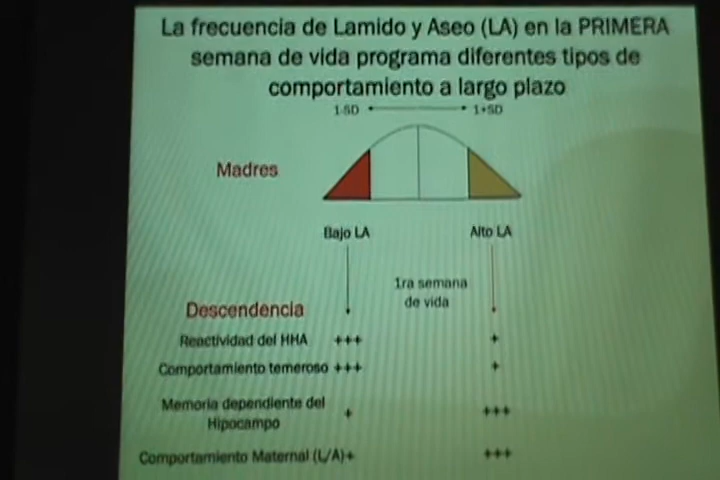 La frecuencia de Lamido y Aseo (LA) en la PRIMERA
semana de vida programa diferentes tipos de
comportamiento a largo plazo
1-SD 1+SD
Madres
Bajo LA Alto LA
1ra semana
de vida
Descendencia
Reactividad del HHA +++ +
Comportamiento temeroso +++ +
Memoria dependiente del
Hipocampo + +++
Comportamiento Maternal (L/A)+ +++